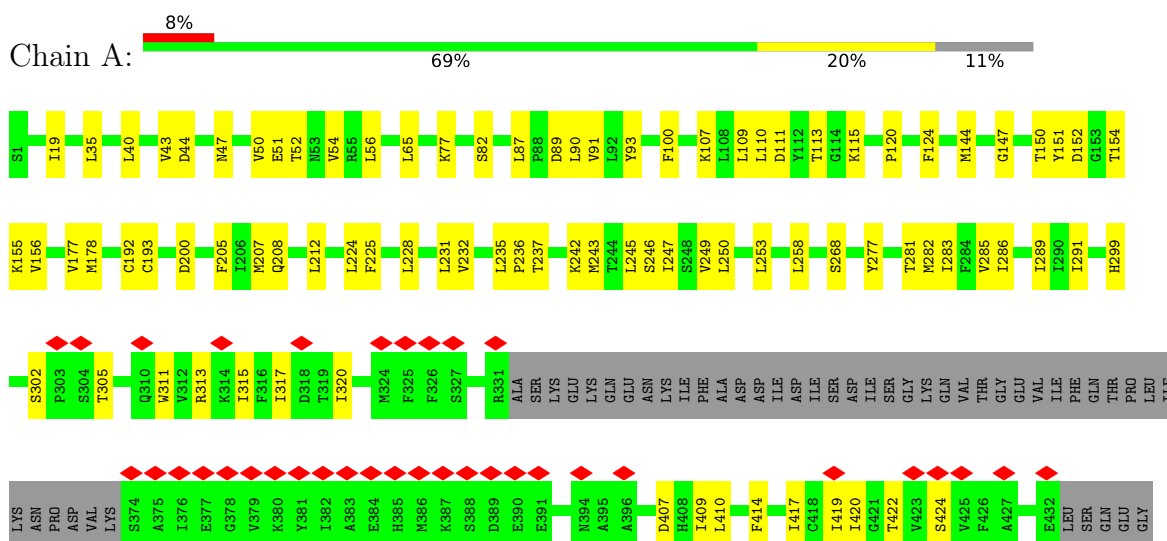 8%
Chain A:
69% 20% 11%
S1 I19 L35 L40 V43 D44 N47 V50 E51 T52 N53 V54 R55 L56 L65 K77 S82 L87 P88 D89 L90 V91 L92 Y93 F100 K107 L108 L109 L110 D111 Y112 T113 G114 K115 P120 F124 M144 G147 T150 Y151 D152 G153 T154
K155 V156 V177 M178 C192 C193 D200 F205 I206 M207 Q208 L212 L224 F225 L228 L231 V232 L235 P236 T237 K242 M243 T244 L245 S246 I247 S248 V249 L250 L253 L258 S268 Y277 T281 M282 I283 F284 V285 I286 I289 I290 I291 H299
S302 P303 S304 T305 Q310 W311 V312 R313 K314 I315 F316 I317 D318 T319 I320 M324 F325 F326 S327 R331 ALA SER LYS GLU LYS GLN GLU ASN LYS ILE PHE ALA ASP ASP ILE ASP ILE SER ASP ILE SER GLY LYS GLN VAL THR GLY GLU VAL ILE PHE GLN THR PRO LEU ILE
LYS ASN PRO ASP VAL LYS S374 A375 I376 E377 G378 V379 K380 Y381 I382 A383 E384 H385 M386 K387 S388 D389 E390 E391 N394 A395 A396 D407 H408 I409 L410 F414 I417 C418 I419 I420 G421 T422 V423 S424 V425 F426 A427 E432 LEU SER GLN GLU GLY